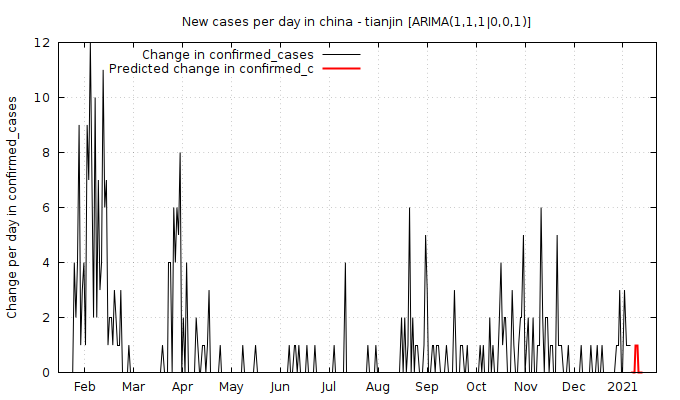 New cases per day in china - tianjin [ARIMA(1,1,1|0,0,1)]
Change in confirmed_cases
Predicted change in confirmed_c
Change per day in confirmed_cases
12
10
8
6
4
2
0
Feb Mar Apr May Jun Jul Aug Sep Oct Nov Dec 2021